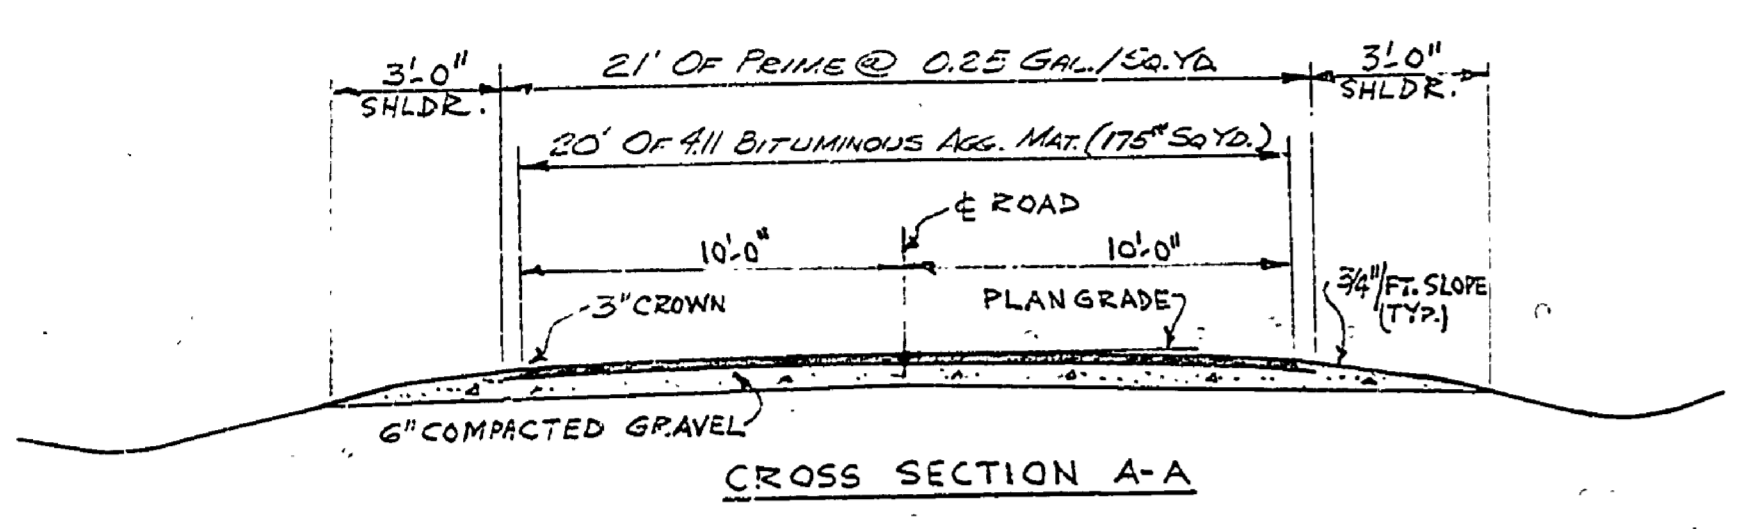 3'-0"
SHLDR.
21' OF PRIME @ 0.25 GAL./SQ.YD
3'-0"
SHLDR.
20' OF 4.11 BITUMINOUS AGG. MAT. (175# SQ YD.)
℄ ROAD
10'-0"
10'-0"
3" CROWN
PLAN GRADE
3/4"/FT. SLOPE
(TYP.)
6" COMPACTED GRAVEL
CROSS SECTION A-A